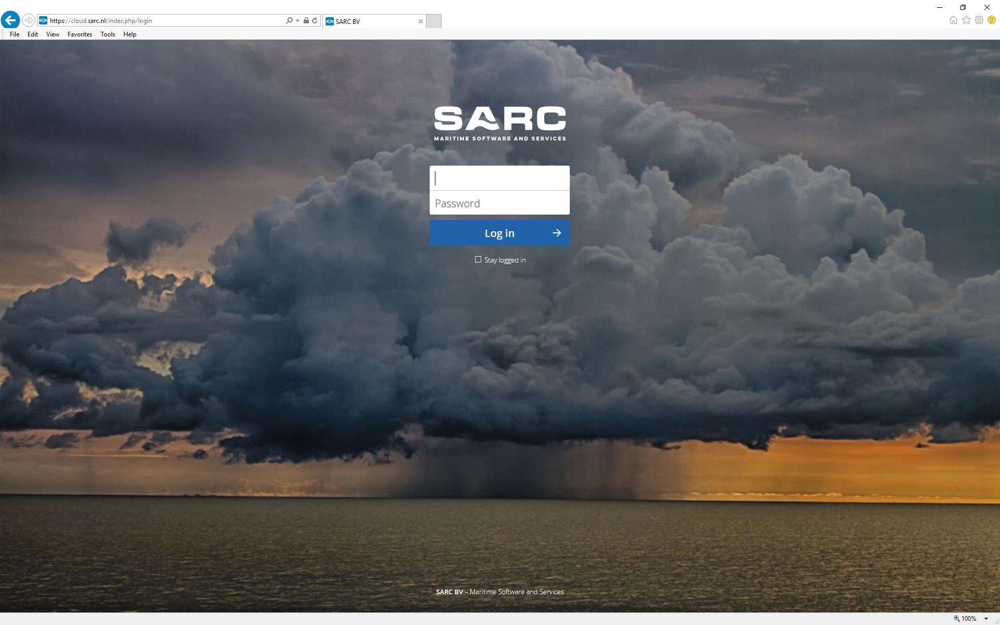 https://cloud.sarc.nl/index.php/login
SARC BV
File Edit View Favorites Tools Help
SARC
MARITIME SOFTWARE AND SERVICES
Password
Log in
Stay logged in
SARC BV – Maritime Software and Services
100%